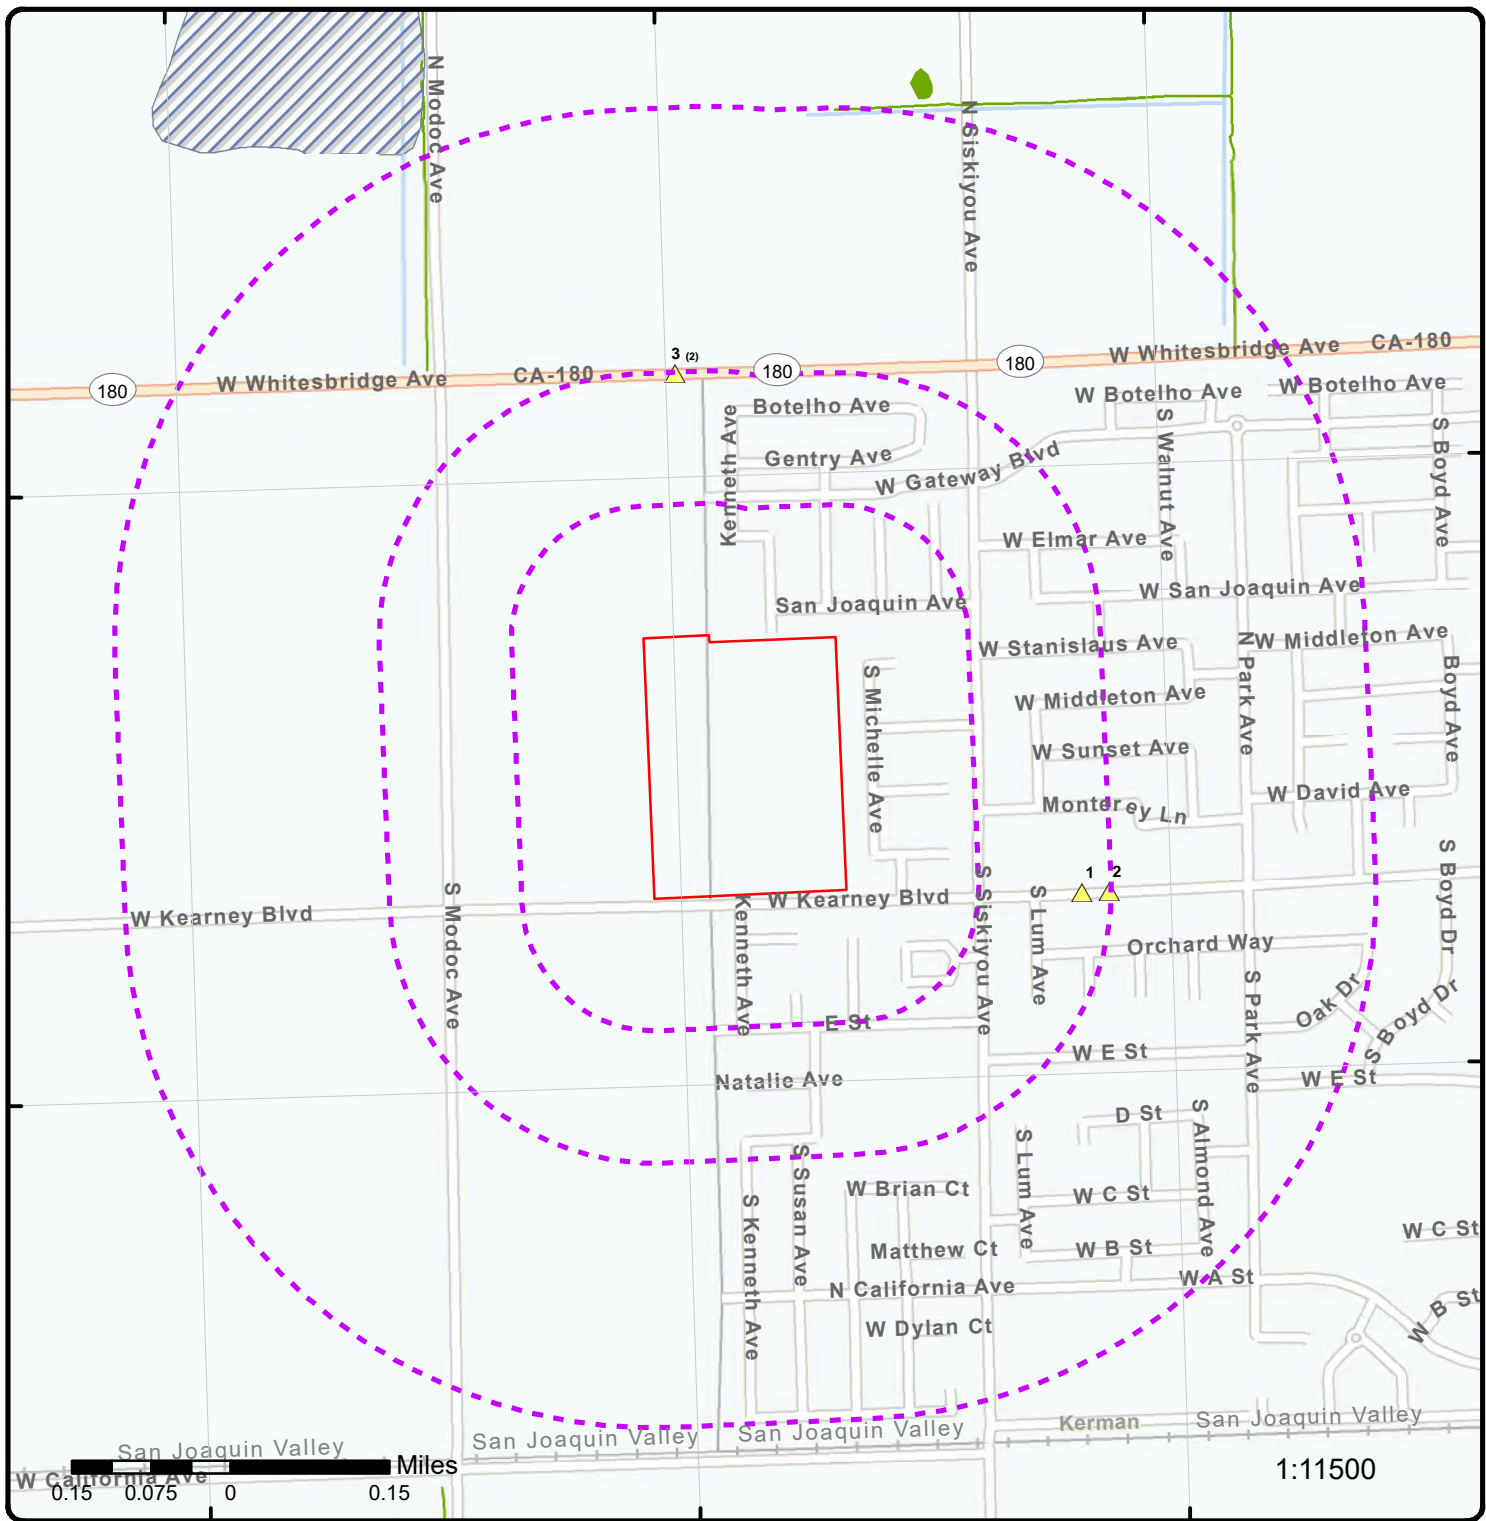 N Modoc Ave
N Siskiyou Ave
3 (2)
180
W Whitesbridge Ave
CA-180
180
180
W Whitesbridge Ave
CA-180
Botelho Ave
W Botelho Ave
W Botelho Ave
Kenneth Ave
Gentry Ave
W Gateway Blvd
S Walnut Ave
S Boyd Ave
W Elmar Ave
San Joaquin Ave
W San Joaquin Ave
W Stanislaus Ave
N Park Ave
W Middleton Ave
S Michelle Ave
W Middleton Ave
Boyd Ave
W Sunset Ave
Monterey Ln
W David Ave
1
2
S Boyd Dr
W Kearney Blvd
S Modoc Ave
W Kearney Blvd
Kenneth Ave
S Siskiyou Ave
S Lum Ave
Orchard Way
S Park Ave
Oak Dr
S Boyd Dr
E St
W E St
W E St
Natalie Ave
D St
S Almond Ave
S Lum Ave
S Susan Ave
S Kenneth Ave
W Brian Ct
W C St
W C St
Matthew Ct
W B St
N California Ave
W A St
W B St
W Dylan Ct
Kerman
San Joaquin Valley
San Joaquin Valley
San Joaquin Valley
San Joaquin Valley
W California Ave
Miles
0.15
0.075
0
0.15
1:11500